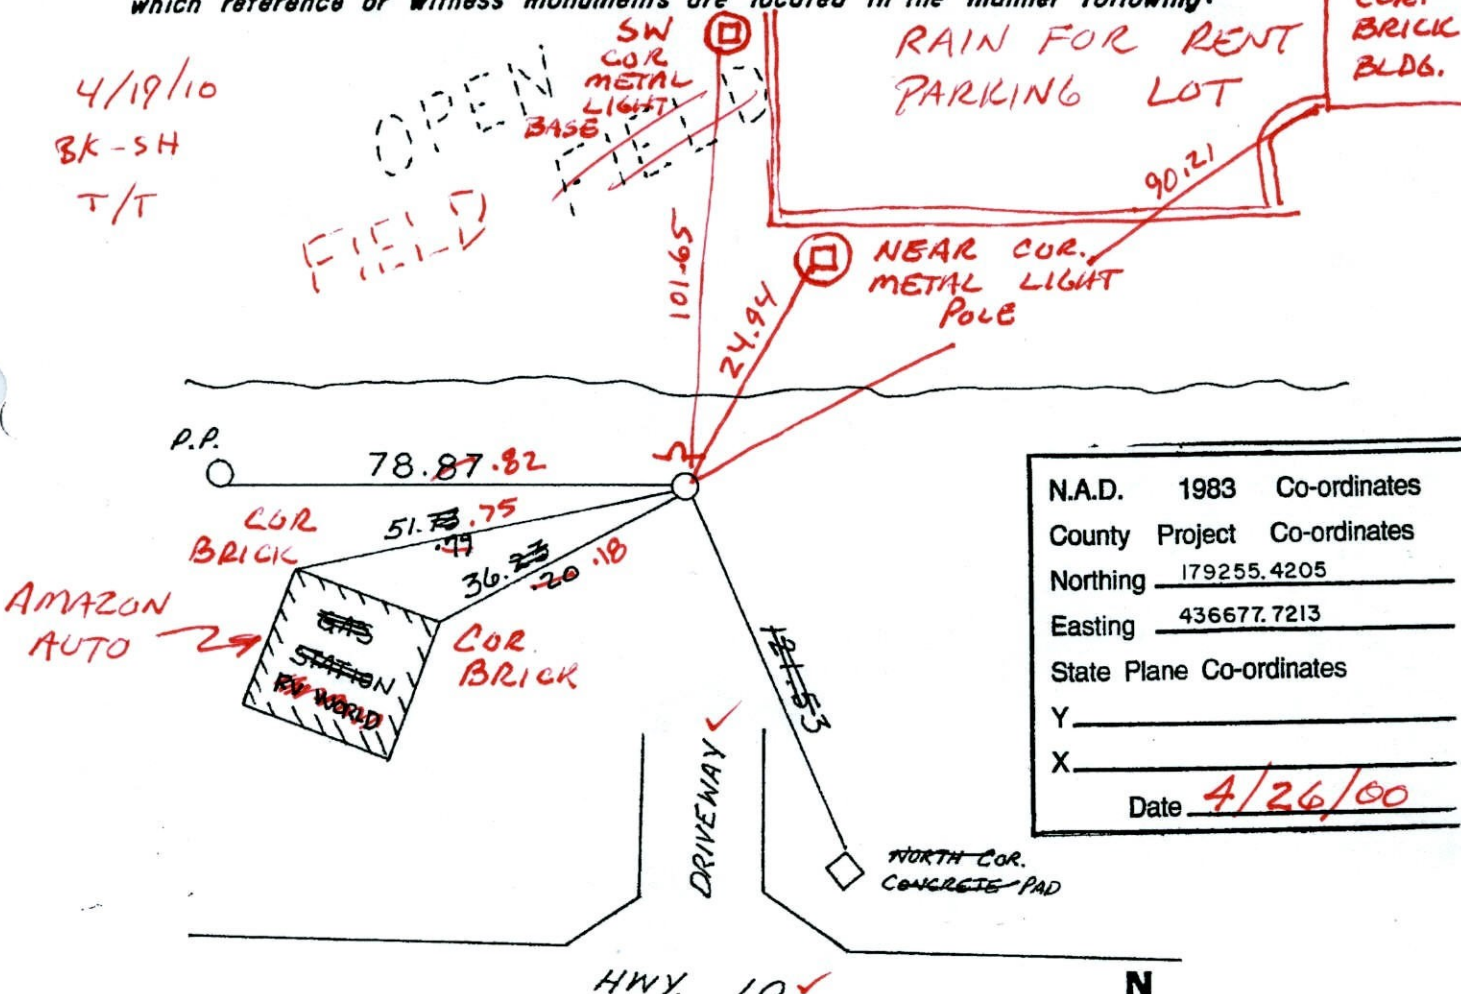 which reference or witness monuments are located in the manner following:
4/19/10
BK-SH
T/T
OPEN
FIELD
FIELD
SW
COR
METAL
LIGHT
BASE
RAIN FOR RENT
PARKING LOT
COR.
BRICK
BLDG.
90.21
101.65
24.94
NEAR COR.
METAL LIGHT
POLE
P.P.
78.87 .82
COR
BRICK
51.73 .75
.79
36.23 .18
.20
AMAZON
AUTO
GAS
STATION
RV WORLD
COR
BRICK
121.53
DRIVEWAY
NORTH COR.
CONCRETE PAD
HWY. 10
N
N.A.D. 1983 Co-ordinates
County Project Co-ordinates
Northing 179255.4205
Easting 436677.7213
State Plane Co-ordinates
Y
X
Date 4/26/00